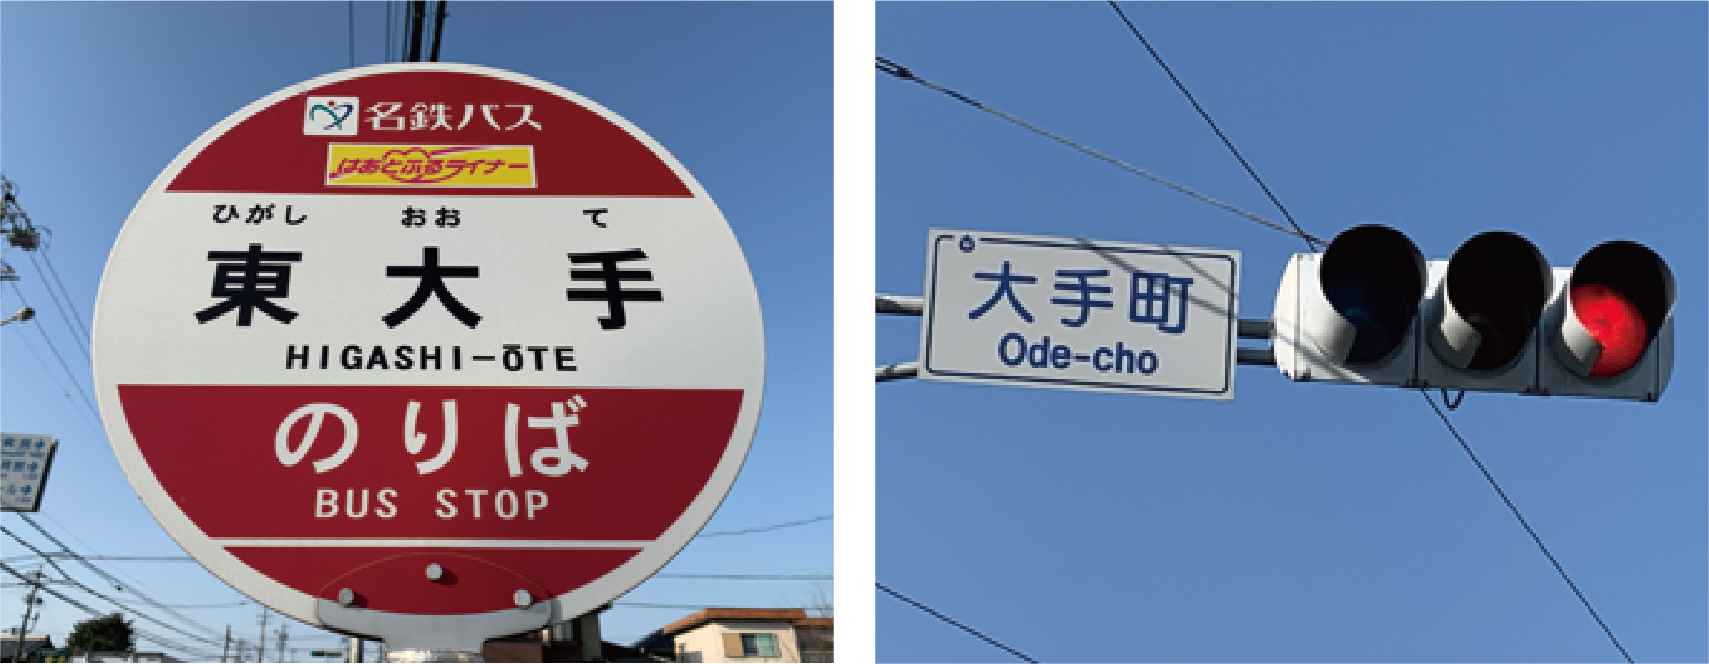 名鉄バス
はあとふるライナー
ひがし おお て
東大手
HIGASHI-ŌTE
のりば
BUS STOP
大手町
Ode-cho